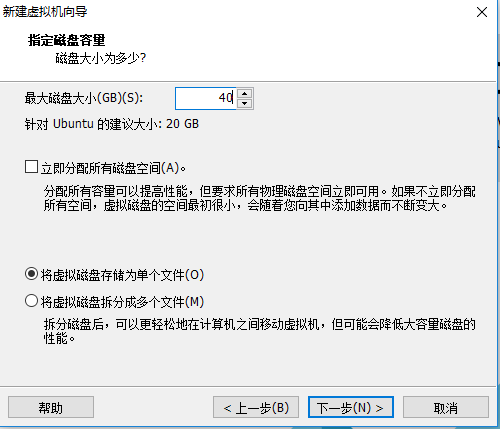 新建虚拟机向导
指定磁盘容量
磁盘大小为多少?
最大磁盘大小(GB)(S): 40
针对 Ubuntu 的建议大小: 20 GB
立即分配所有磁盘空间(A)。
分配所有容量可以提高性能，但要求所有物理磁盘空间立即可用。如果不立即分配
所有空间，虚拟磁盘的空间最初很小，会随着您向其中添加数据而不断变大。
将虚拟磁盘存储为单个文件(O)
将虚拟磁盘拆分成多个文件(M)
拆分磁盘后，可以更轻松地在计算机之间移动虚拟机，但可能会降低大容量磁盘的
性能。
帮助 < 上一步(B) 下一步(N) > 取消